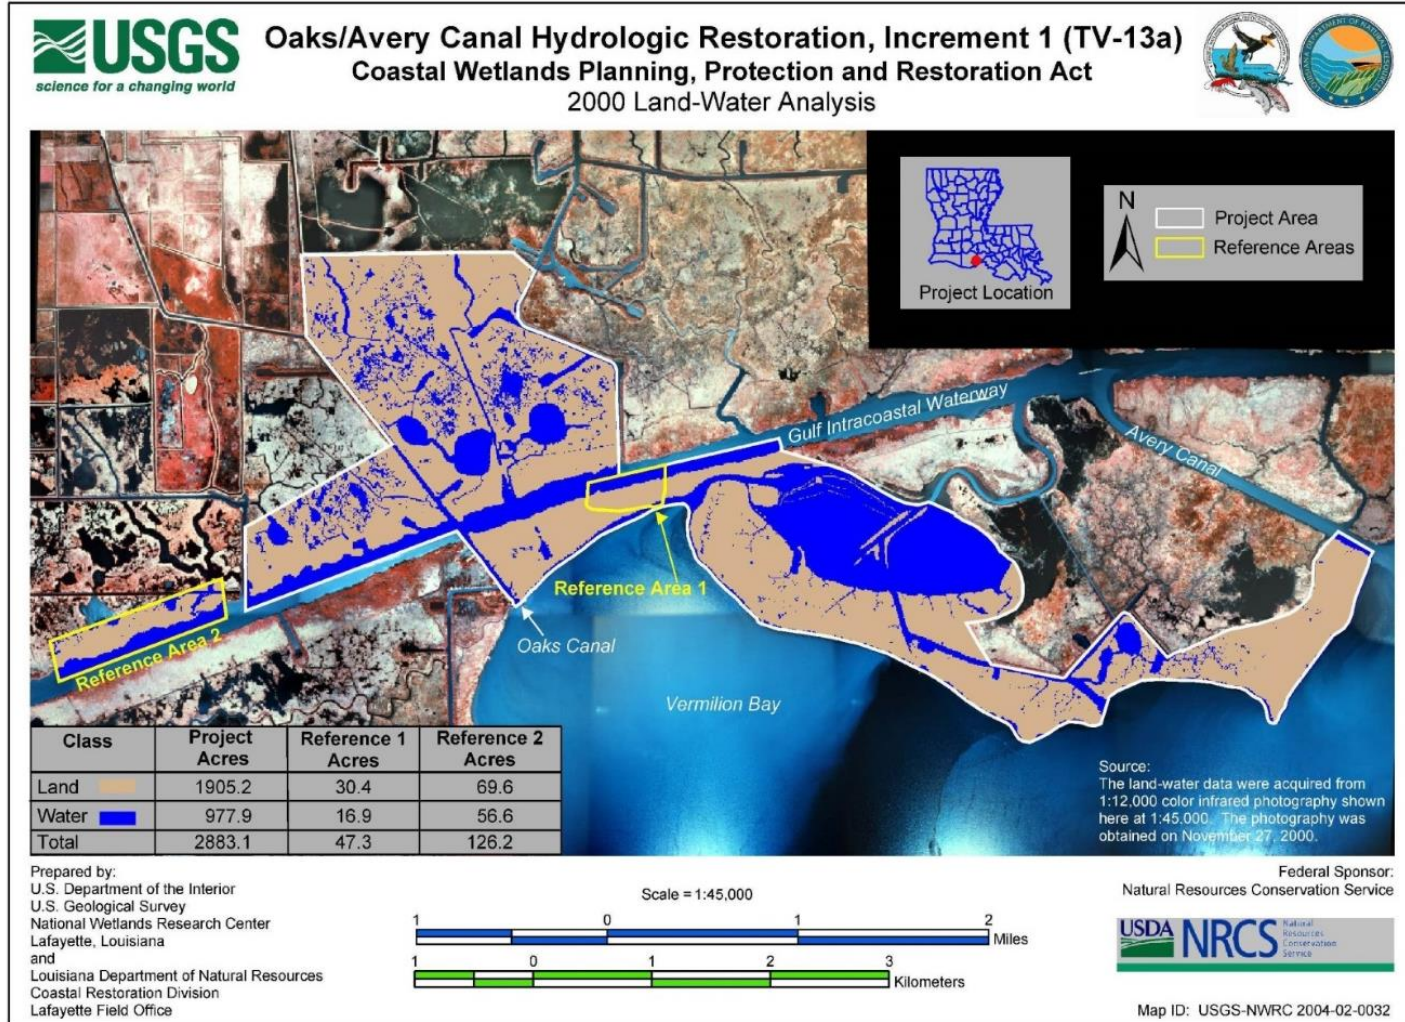 USGS
science for a changing world
Oaks/Avery Canal Hydrologic Restoration, Increment 1 (TV-13a)
Coastal Wetlands Planning, Protection and Restoration Act
2000 Land-Water Analysis
Project Location
N
Project Area
Reference Areas
Gulf Intracoastal Waterway
Avery Canal
Reference Area 1
Reference Area 2
Oaks Canal
Vermilion Bay
Class Project Acres Reference 1 Acres Reference 2 Acres
Land 1905.2 30.4 69.6
Water 977.9 16.9 56.6
Total 2883.1 47.3 126.2
Source:
The land-water data were acquired from
1:12,000 color infrared photography shown
here at 1:45,000. The photography was
obtained on November 27, 2000.
Prepared by:
U.S. Department of the Interior
U.S. Geological Survey
National Wetlands Research Center
Lafayette, Louisiana
and
Louisiana Department of Natural Resources
Coastal Restoration Division
Lafayette Field Office
Scale = 1:45,000
1 0 1 2
Miles
1 0 1 2 3
Kilometers
Federal Sponsor:
Natural Resources Conservation Service
USDA NRCS
Natural
Resources
Conservation
Service
Map ID: USGS-NWRC 2004-02-0032